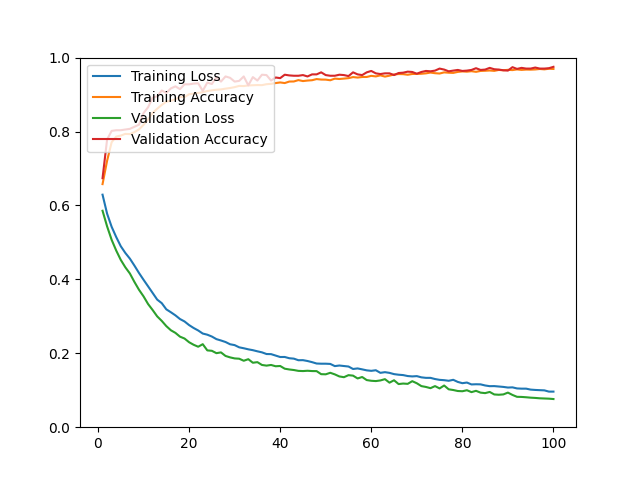 1.0
Training Loss
Training Accuracy
Validation Loss
Validation Accuracy
0.8
0.6
0.4
0.2
0.0
0 20 40 60 80 100